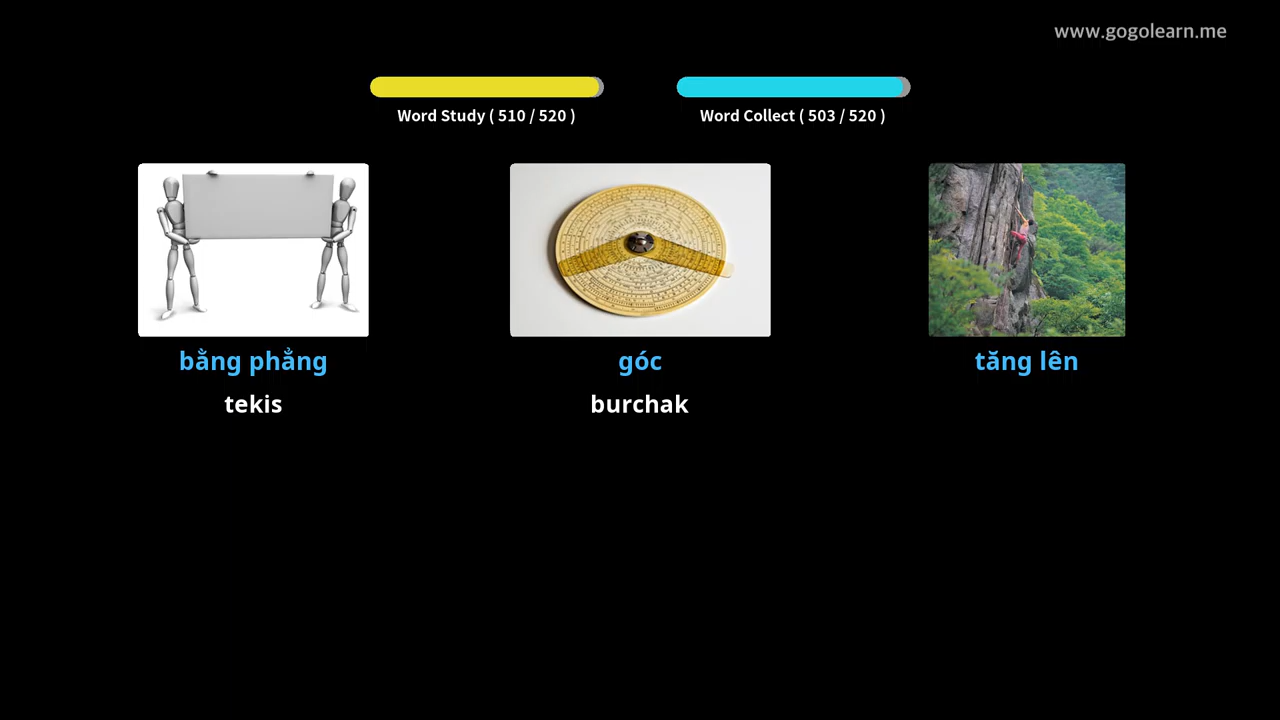 www.gogolearn.me
Word Study ( 510 / 520 )
Word Collect ( 503 / 520 )
bằng phẳng
góc
tăng lên
tekis
burchak